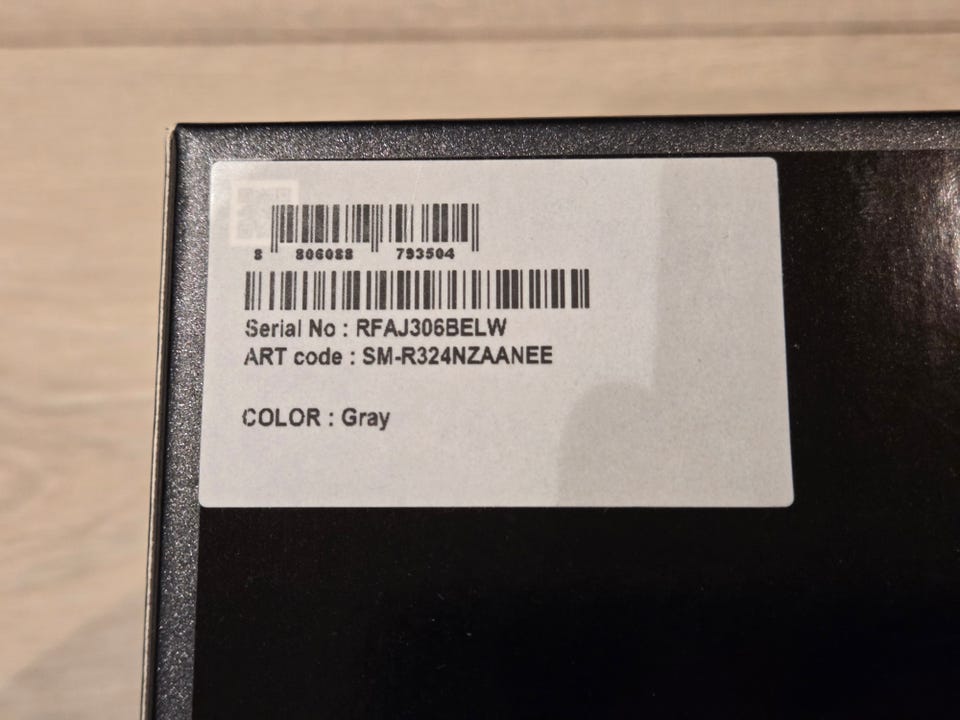 8 806088 793504
Serial No : RFAJ306BELW
ART code : SM-R324NZAANEE
COLOR : Gray